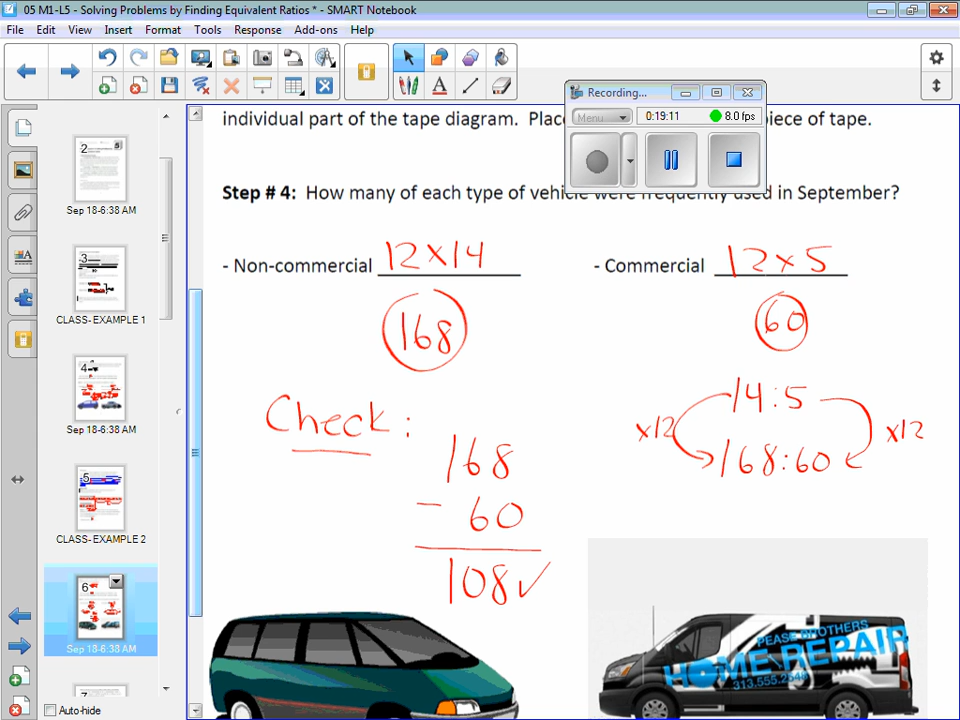 05 M1-L5 - Solving Problems by Finding Equivalent Ratios * - SMART Notebook
File Edit View Insert Format Tools Response Add-ons Help
Recording...
Menu 0:19:11 8.0 fps
individual part of the tape diagram. Plac piece of tape.
Step # 4: How many of each type of vehicle were frequently used in September?
- Non-commercial 12x14 - Commercial 12x5
168 60
Check:
168
- 60
108✓
14:5
x12 x12
168:60
PEASE BROTHERS
HOME REPAIR
313.555.2548
2
Sep 18-6:38 AM
3
CLASS- EXAMPLE 1
4
Sep 18-6:38 AM
5
CLASS- EXAMPLE 2
6
Sep 18-6:38 AM
7
Auto-hide